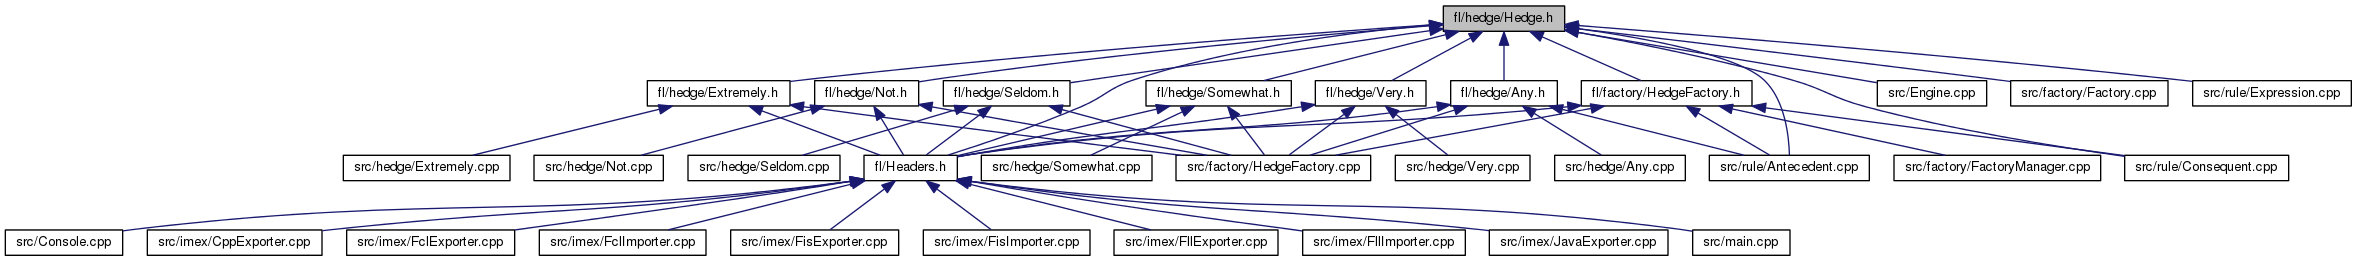 fl/hedge/Hedge.h
fl/hedge/Extremely.h
fl/hedge/Not.h
fl/hedge/Seldom.h
fl/hedge/Somewhat.h
fl/hedge/Very.h
fl/hedge/Any.h
fl/factory/HedgeFactory.h
src/Engine.cpp
src/factory/Factory.cpp
src/rule/Expression.cpp
src/hedge/Extremely.cpp
src/hedge/Not.cpp
src/hedge/Seldom.cpp
fl/Headers.h
src/hedge/Somewhat.cpp
src/factory/HedgeFactory.cpp
src/hedge/Very.cpp
src/hedge/Any.cpp
src/rule/Antecedent.cpp
src/factory/FactoryManager.cpp
src/rule/Consequent.cpp
src/Console.cpp
src/imex/CppExporter.cpp
src/imex/FclExporter.cpp
src/imex/FclImporter.cpp
src/imex/FisExporter.cpp
src/imex/FisImporter.cpp
src/imex/FllExporter.cpp
src/imex/FllImporter.cpp
src/imex/JavaExporter.cpp
src/main.cpp